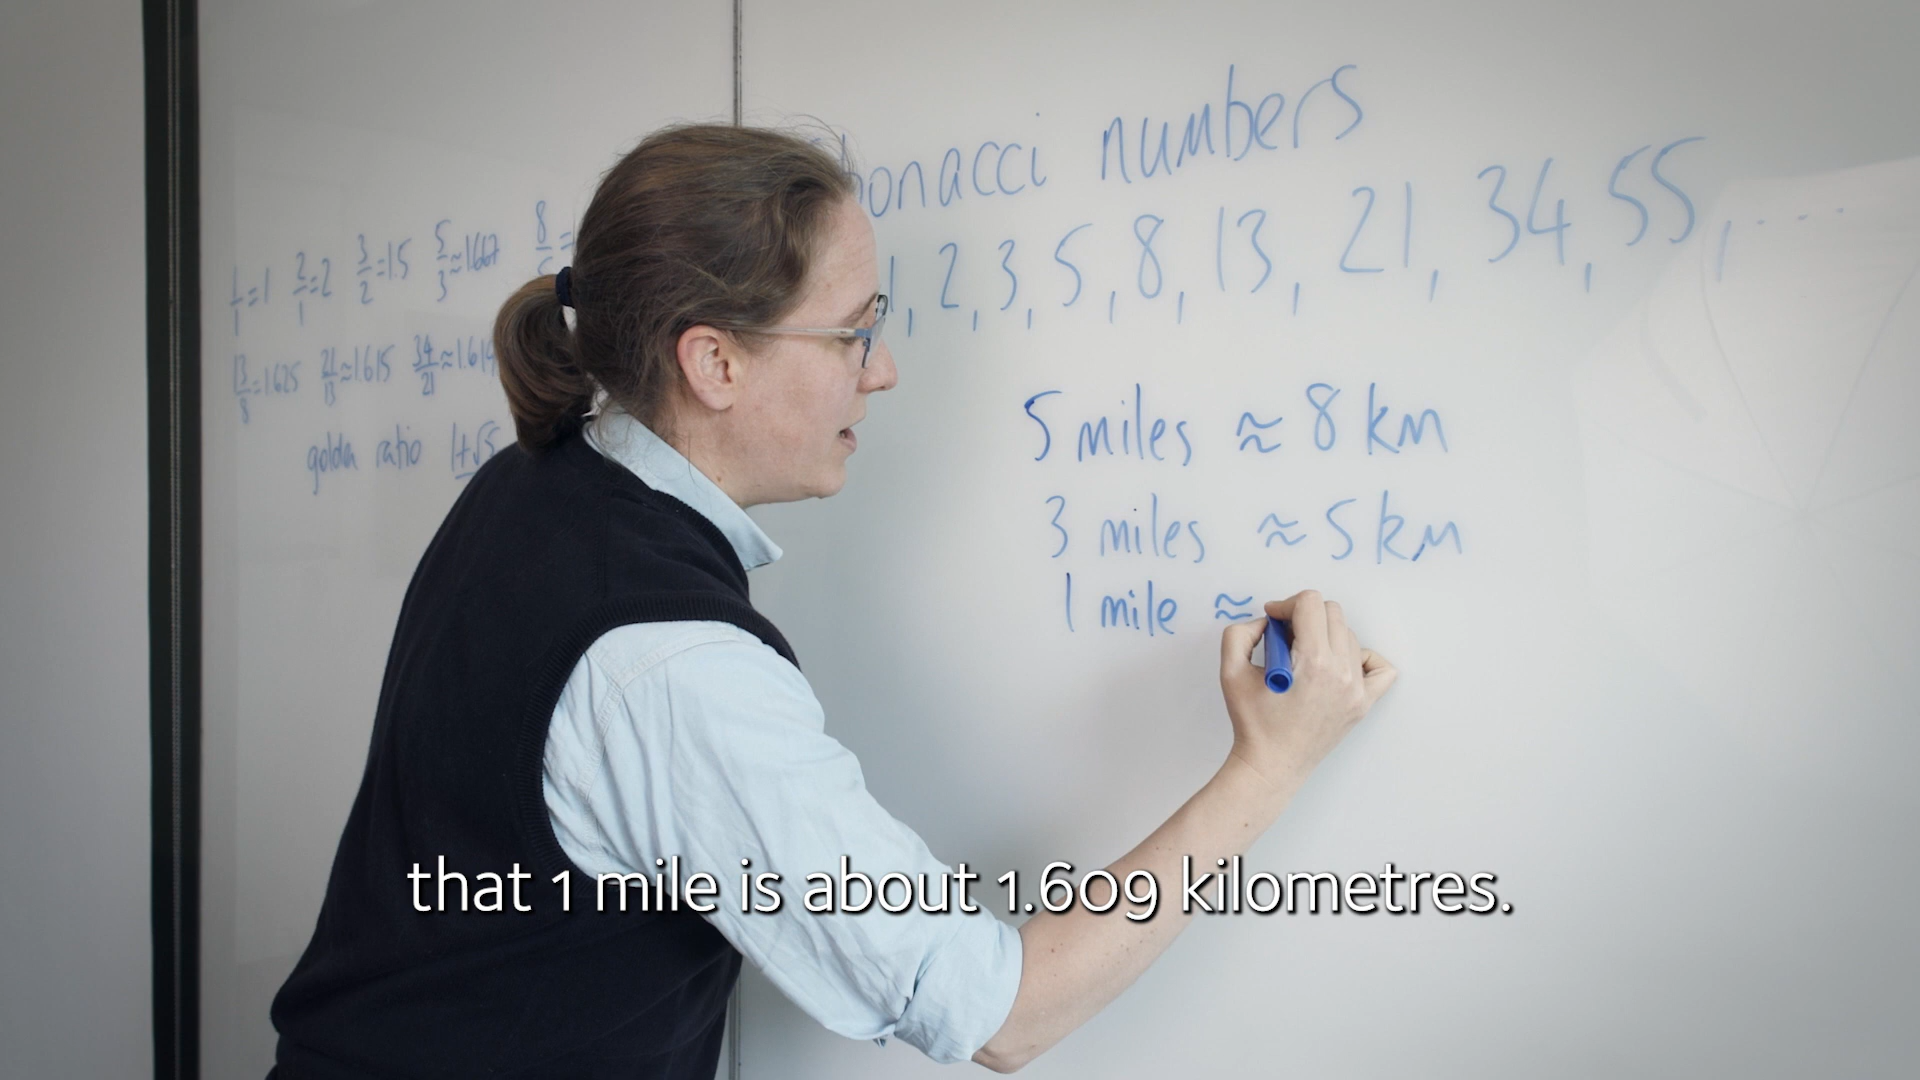 bonacci numbers
1, 2, 3, 5, 8, 13, 21, 34, 55, ....
1/1=1 2/1=2 3/2=1.5 5/3≈1.667 8/
13/8=1.625 21/13≈1.615 34/21≈1.619
golden ratio 1+√5
5 miles ≈ 8 km
3 miles ≈ 5 km
1 mile ≈
that 1 mile is about 1.609 kilometres.